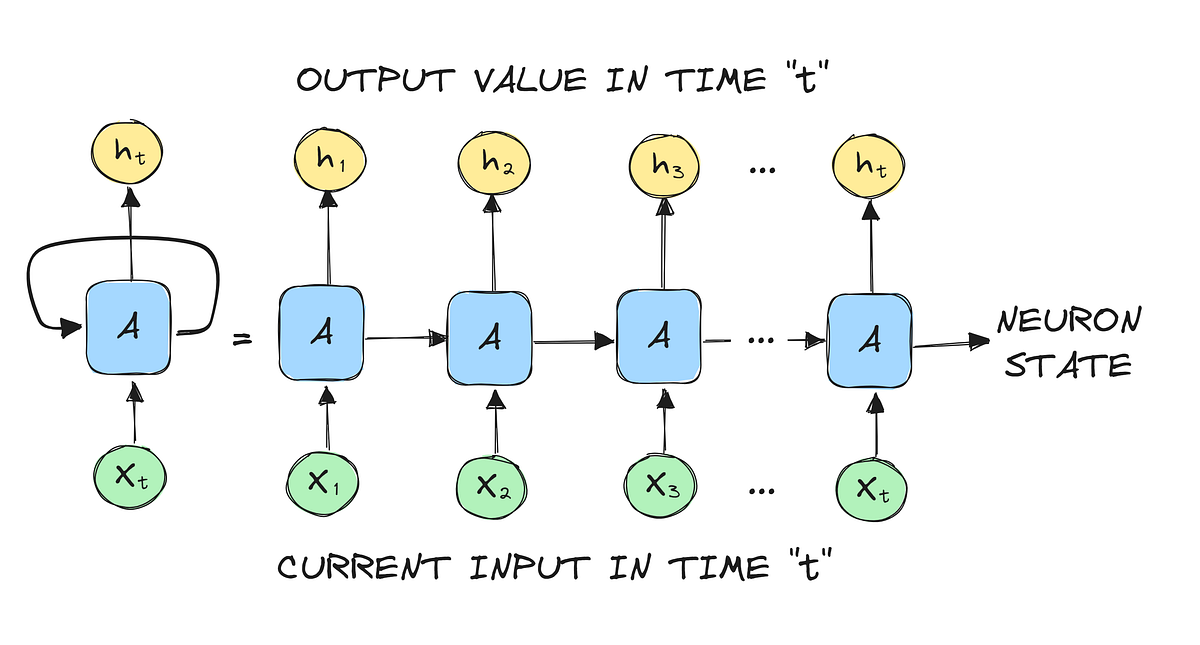 OUTPUT VALUE IN TIME "t"
ht h1 h2 h3 ... ht
A = A A A ... A
NEURON
STATE
xt x1 x2 x3 ... xt
CURRENT INPUT IN TIME "t"